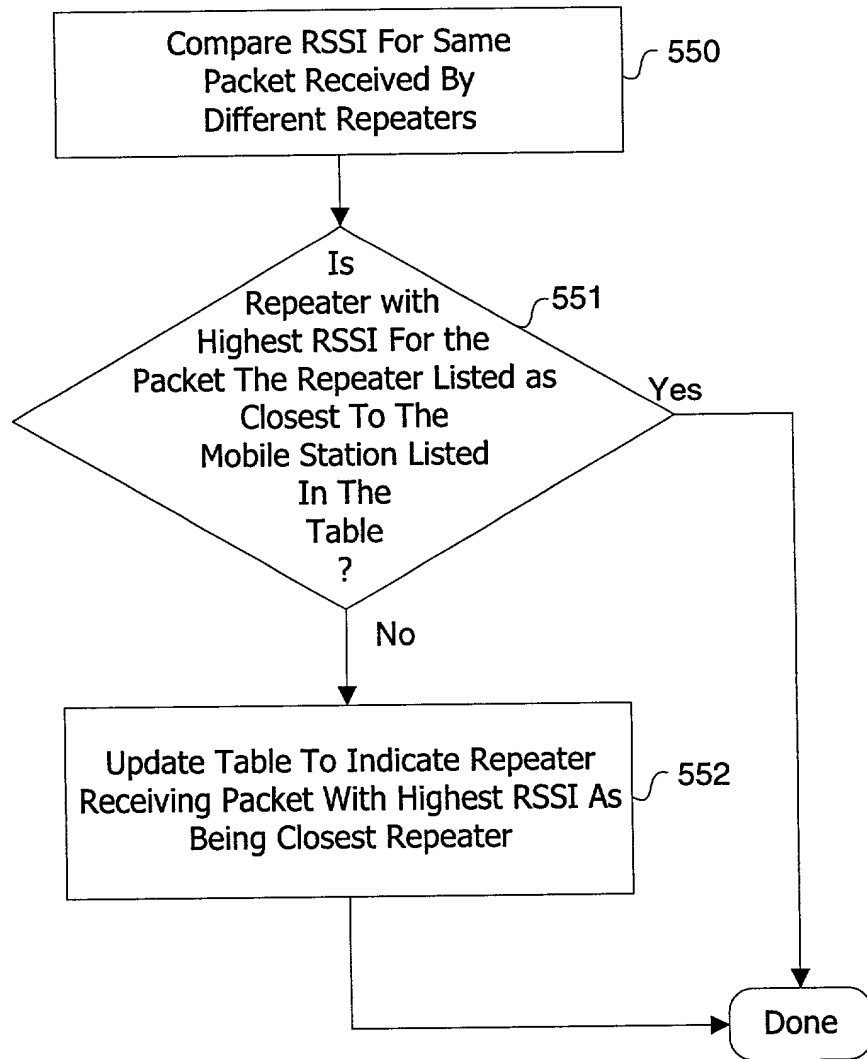 Compare RSSI For Same
Packet Received By
Different Repeaters
550
Is
Repeater with
Highest RSSI For the
Packet The Repeater Listed as
Closest To The
Mobile Station Listed
In The
Table
?
551
Yes
No
Update Table To Indicate Repeater
Receiving Packet With Highest RSSI As
Being Closest Repeater
552
Done